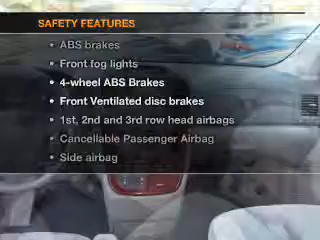 SAFETY FEATURES
• ABS brakes
• Front fog lights
• 4-wheel ABS Brakes
• Front Ventilated disc brakes
• 1st, 2nd and 3rd row head airbags
• Cancellable Passenger Airbag
• Side airbag